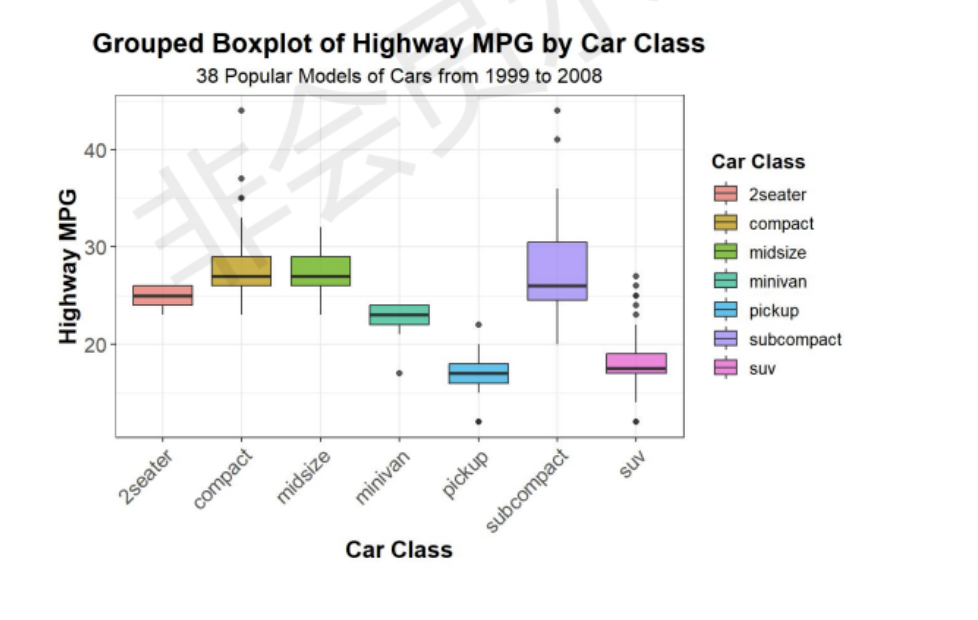 Grouped Boxplot of Highway MPG by Car Class
38 Popular Models of Cars from 1999 to 2008
非会员水
Highway MPG
40
30
20
2seater
compact
midsize
minivan
pickup
subcompact
suv
Car Class
Car Class
2seater
compact
midsize
minivan
pickup
subcompact
suv